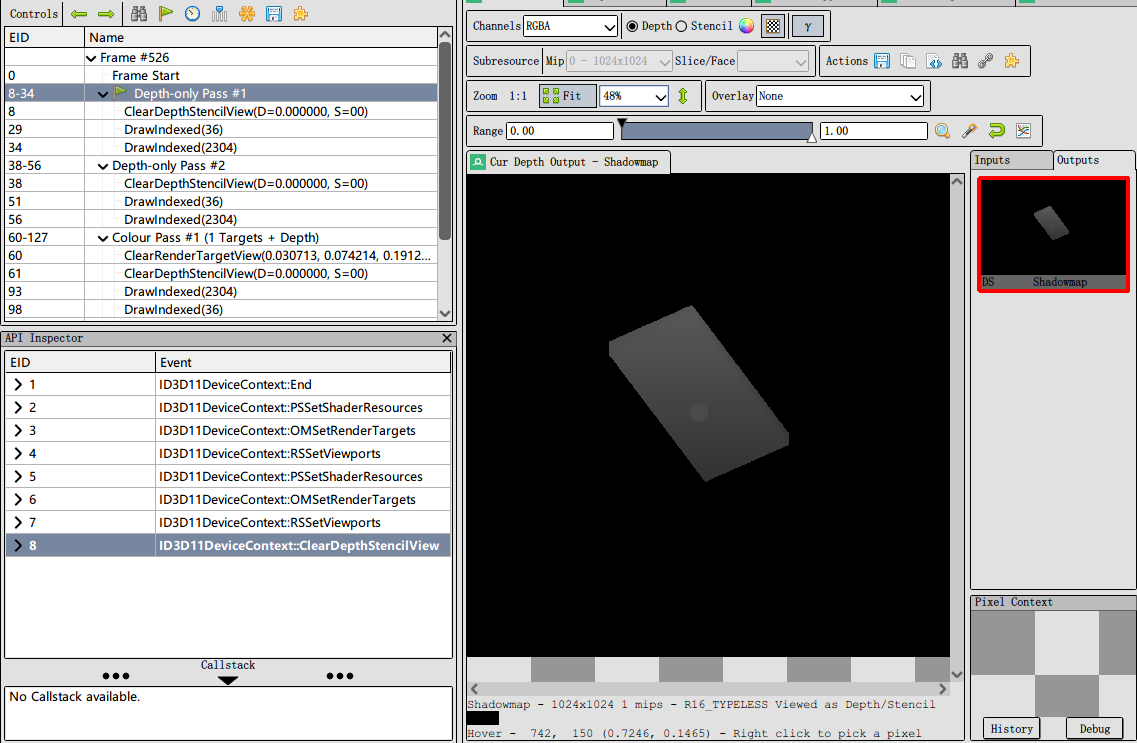 Controls
EID Name
Frame #526
0 Frame Start
8-34 Depth-only Pass #1
8 ClearDepthStencilView(D=0.000000, S=00)
29 DrawIndexed(36)
34 DrawIndexed(2304)
38-56 Depth-only Pass #2
38 ClearDepthStencilView(D=0.000000, S=00)
51 DrawIndexed(36)
56 DrawIndexed(2304)
60-127 Colour Pass #1 (1 Targets + Depth)
60 ClearRenderTargetView(0.030713, 0.074214, 0.1912...
61 ClearDepthStencilView(D=0.000000, S=00)
93 DrawIndexed(2304)
98 DrawIndexed(36)
API Inspector
EID Event
1 ID3D11DeviceContext::End
2 ID3D11DeviceContext::PSSetShaderResources
3 ID3D11DeviceContext::OMSetRenderTargets
4 ID3D11DeviceContext::RSSetViewports
5 ID3D11DeviceContext::PSSetShaderResources
6 ID3D11DeviceContext::OMSetRenderTargets
7 ID3D11DeviceContext::RSSetViewports
8 ID3D11DeviceContext::ClearDepthStencilView
Callstack
No Callstack available.
Channels RGBA Depth Stencil γ
Subresource Mip 0 - 1024x1024 Slice/Face Actions
Zoom 1:1 Fit 48% Overlay None
Range 0.00 1.00
Cur Depth Output - Shadowmap
Shadowmap - 1024x1024 1 mips - R16_TYPELESS Viewed as Depth/Stencil
Hover - 742, 150 (0.7246, 0.1465) - Right click to pick a pixel
Inputs Outputs
DS Shadowmap
Pixel Context
History Debug